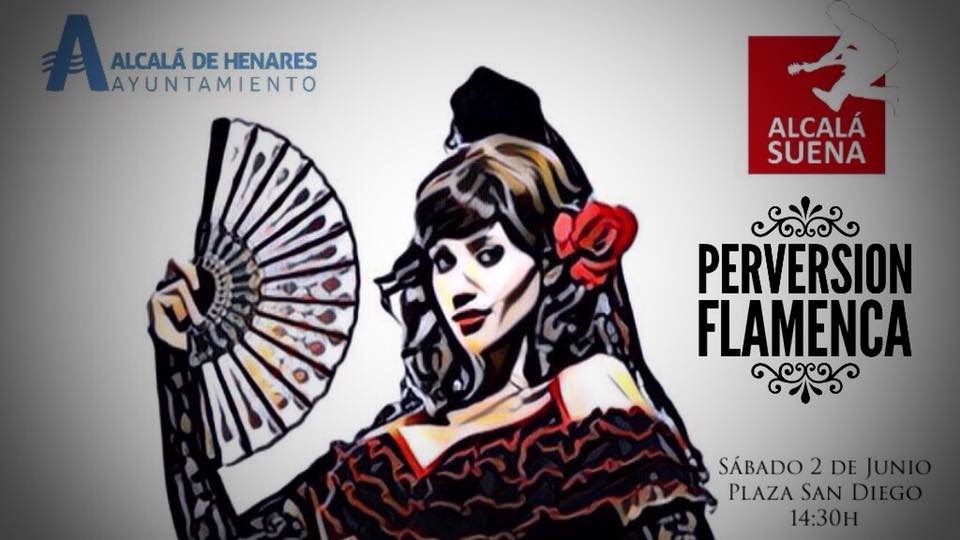 ALCALÁ DE HENARES
AYUNTAMIENTO
ALCALÁ
SUENA
PERVERSION
FLAMENCA
SÁBADO 2 DE JUNIO
PLAZA SAN DIEGO
14:30H